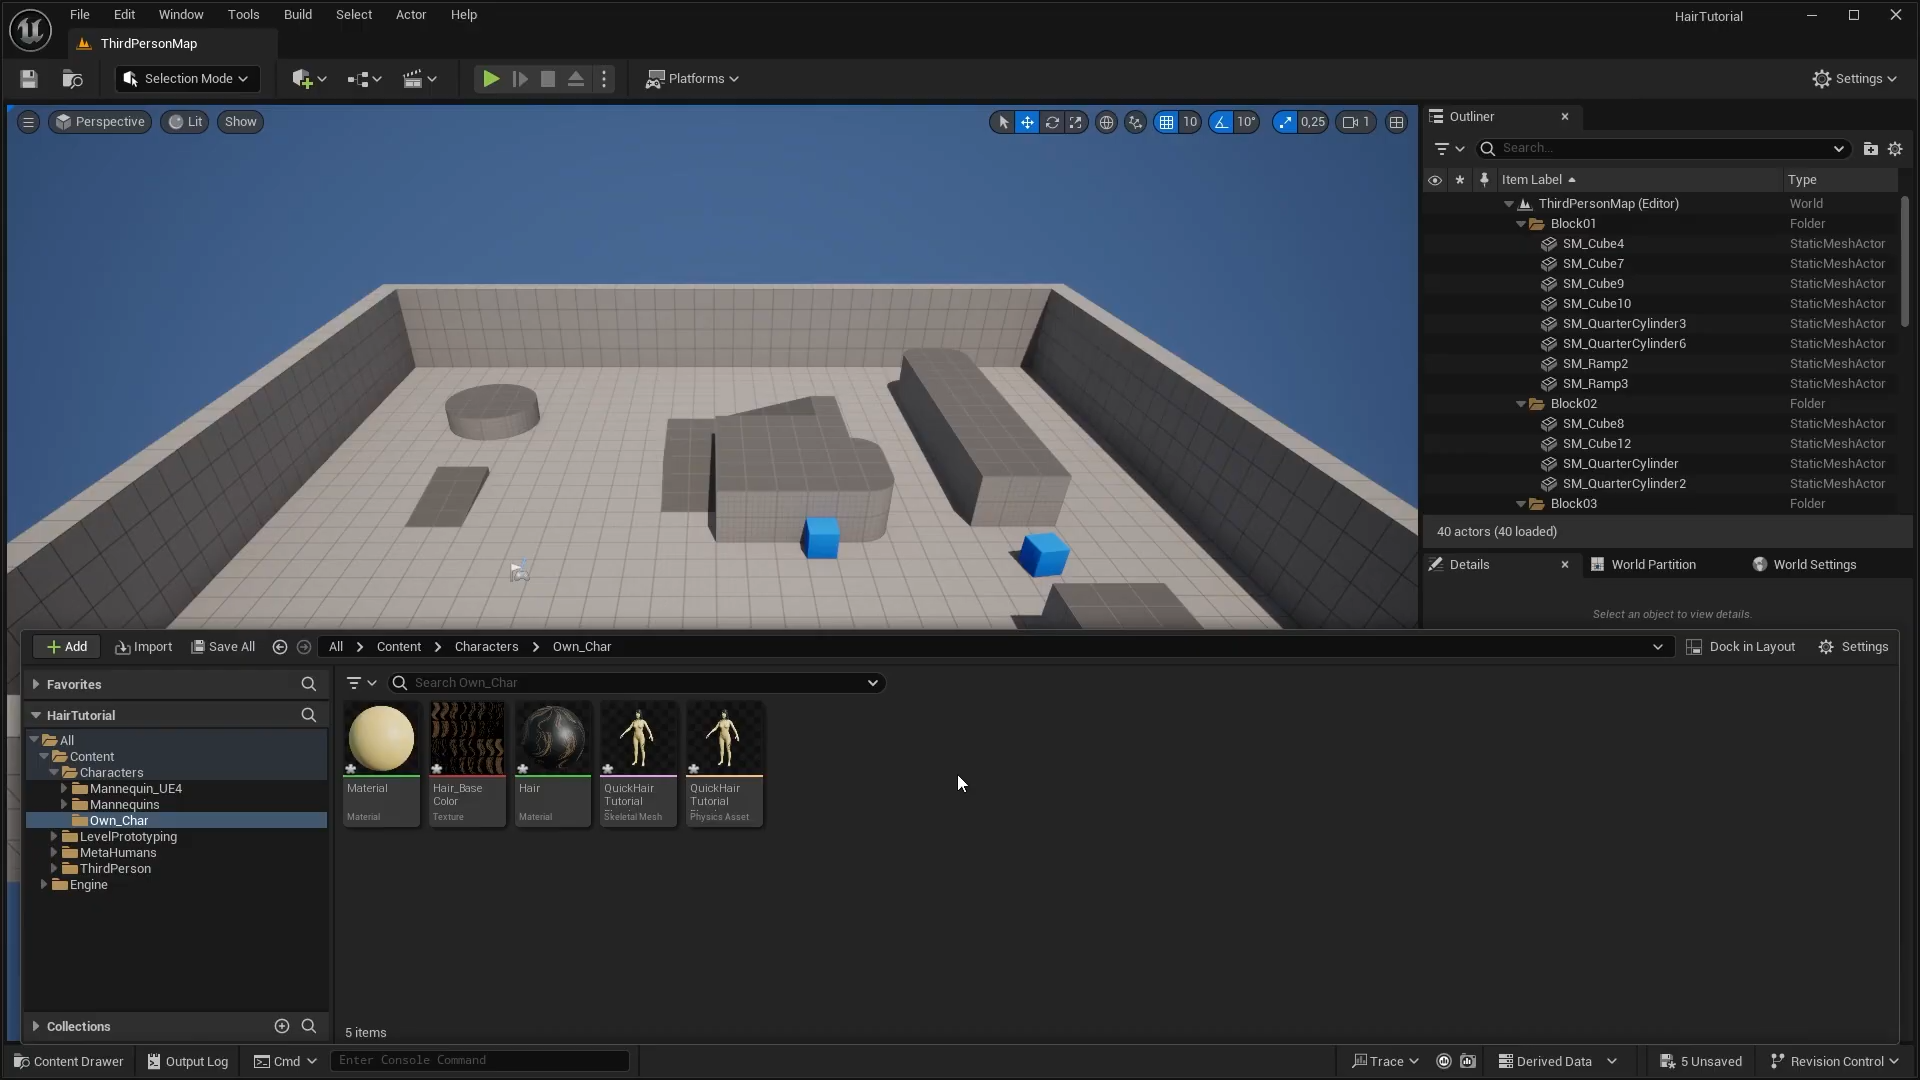 File Edit Window Tools Build Select Actor Help
HairTutorial
ThirdPersonMap
Selection Mode
Platforms
Settings
Perspective
Lit
Show
10
10°
0,25
1
Outliner
Search...
Item Label
Type
ThirdPersonMap (Editor) World
Block01 Folder
SM_Cube4 StaticMeshActor
SM_Cube7 StaticMeshActor
SM_Cube9 StaticMeshActor
SM_Cube10 StaticMeshActor
SM_QuarterCylinder3 StaticMeshActor
SM_QuarterCylinder6 StaticMeshActor
SM_Ramp2 StaticMeshActor
SM_Ramp3 StaticMeshActor
Block02 Folder
SM_Cube8 StaticMeshActor
SM_Cube12 StaticMeshActor
SM_QuarterCylinder StaticMeshActor
SM_QuarterCylinder2 StaticMeshActor
Block03 Folder
40 actors (40 loaded)
Details
World Partition
World Settings
Select an object to view details.
Add
Import
Save All
All
Content
Characters
Own_Char
Dock in Layout
Settings
Favorites
HairTutorial
All
Content
Characters
Mannequin_UE4
Mannequins
Own_Char
LevelPrototyping
MetaHumans
ThirdPerson
Engine
Collections
Search Own_Char
Material
Material
Hair_Base
Color
Texture
Hair
Material
QuickHair
Tutorial
Skeletal Mesh
QuickHair
Tutorial
Physics Asset
5 items
Content Drawer
Output Log
Cmd
Enter Console Command
Trace
Derived Data
5 Unsaved
Revision Control